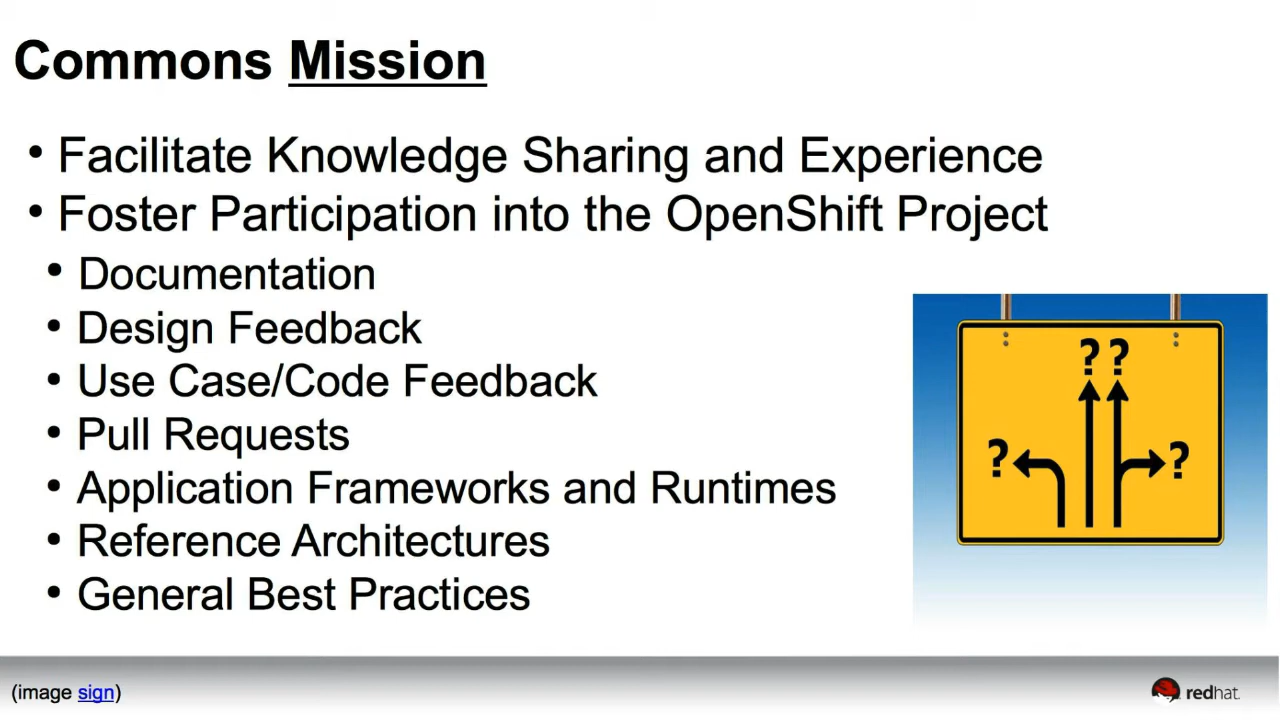 Commons Mission
• Facilitate Knowledge Sharing and Experience
• Foster Participation into the OpenShift Project
• Documentation
• Design Feedback
• Use Case/Code Feedback
• Pull Requests
• Application Frameworks and Runtimes
• Reference Architectures
• General Best Practices
? ?
? ?
(image sign)
redhat.